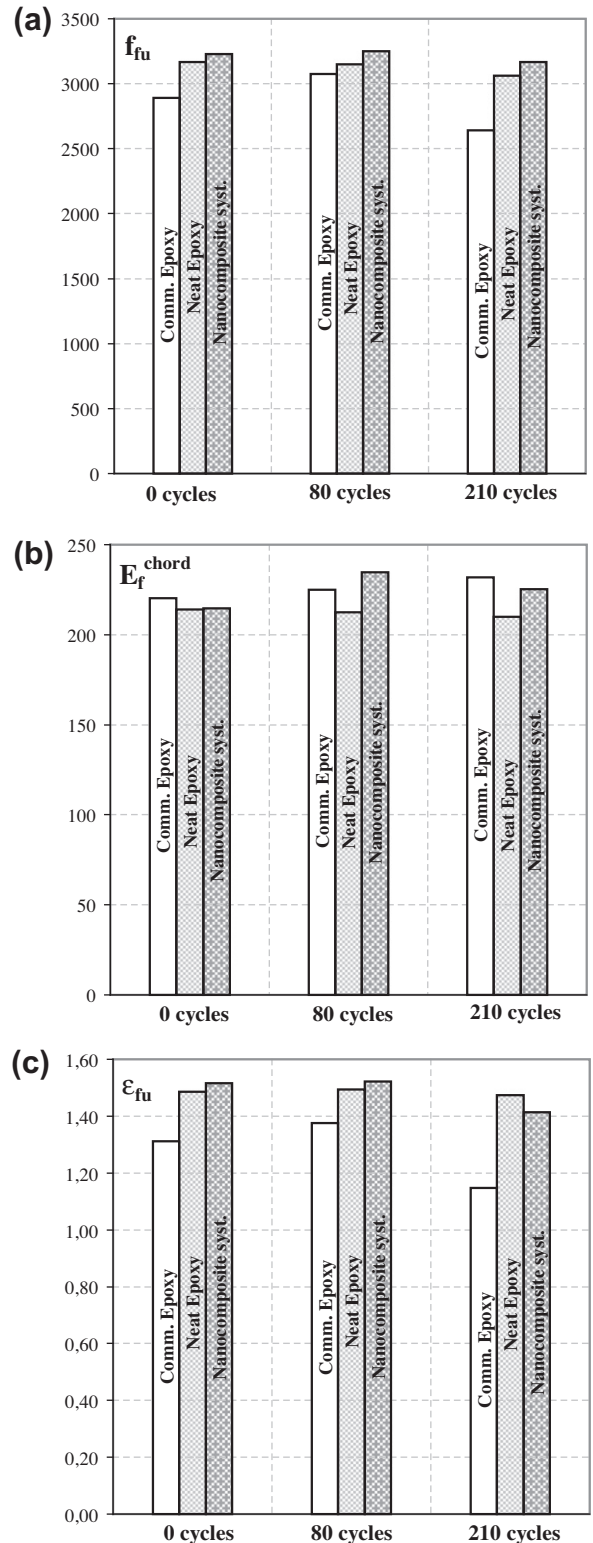 (a)
f_fu
3500
3000
2500
2000
1500
1000
500
0
Comm. Epoxy
Neat Epoxy
Nanocomposite syst.
Comm. Epoxy
Neat Epoxy
Nanocomposite syst.
Comm. Epoxy
Neat Epoxy
Nanocomposite syst.
0 cycles
80 cycles
210 cycles
(b)
E_f^chord
250
200
150
100
50
0
Comm. Epoxy
Neat Epoxy
Nanocomposite syst.
Comm. Epoxy
Neat Epoxy
Nanocomposite syst.
Comm. Epoxy
Neat Epoxy
Nanocomposite syst.
0 cycles
80 cycles
210 cycles
(c)
ε_fu
1,60
1,40
1,20
1,00
0,80
0,60
0,40
0,20
0,00
Comm. Epoxy
Neat Epoxy
Nanocomposite syst.
Comm. Epoxy
Neat Epoxy
Nanocomposite syst.
Comm. Epoxy
Neat Epoxy
Nanocomposite syst.
0 cycles
80 cycles
210 cycles